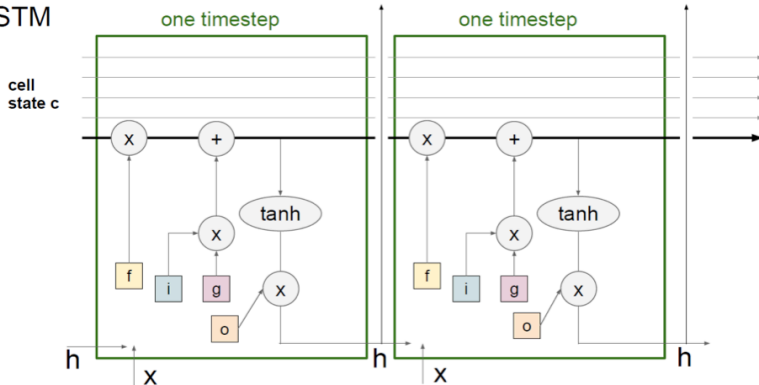 STM
one timestep
one timestep
cell
state c
x
+
x
+
tanh
tanh
x
x
f
i
g
x
f
i
g
x
o
o
h
x
h
x
h